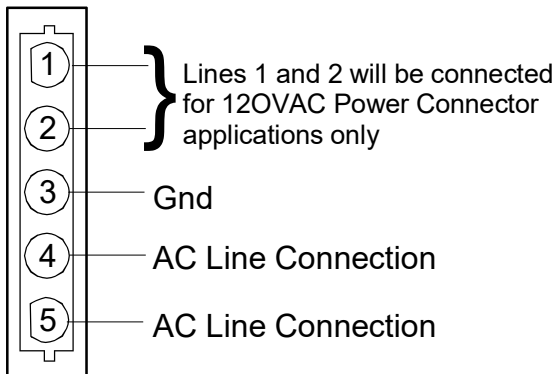 1
Lines 1 and 2 will be connected
for 12OVAC Power Connector
applications only
2
3
Gnd
4
AC Line Connection
5
AC Line Connection